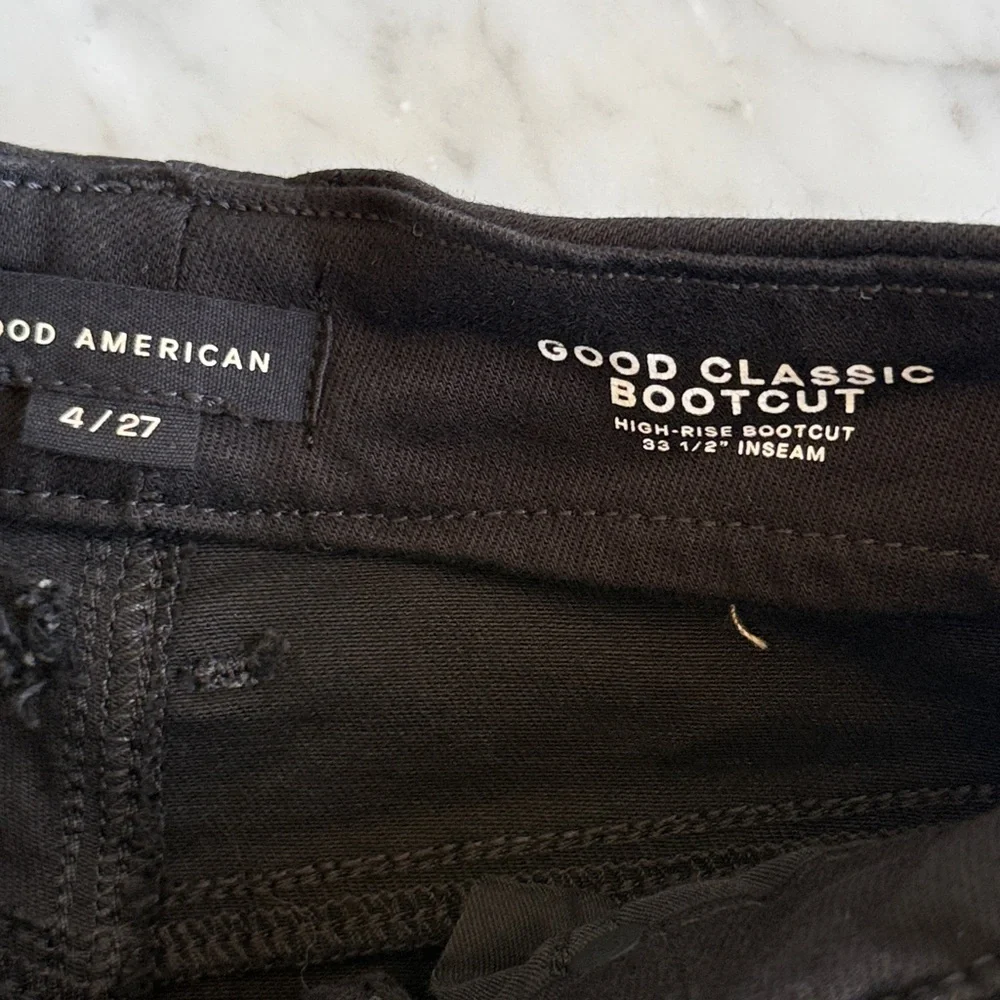 OOD AMERICAN
4/27
GOOD CLASSIC
BOOTCUT
HIGH-RISE BOOTCUT
33 1/2" INSEAM